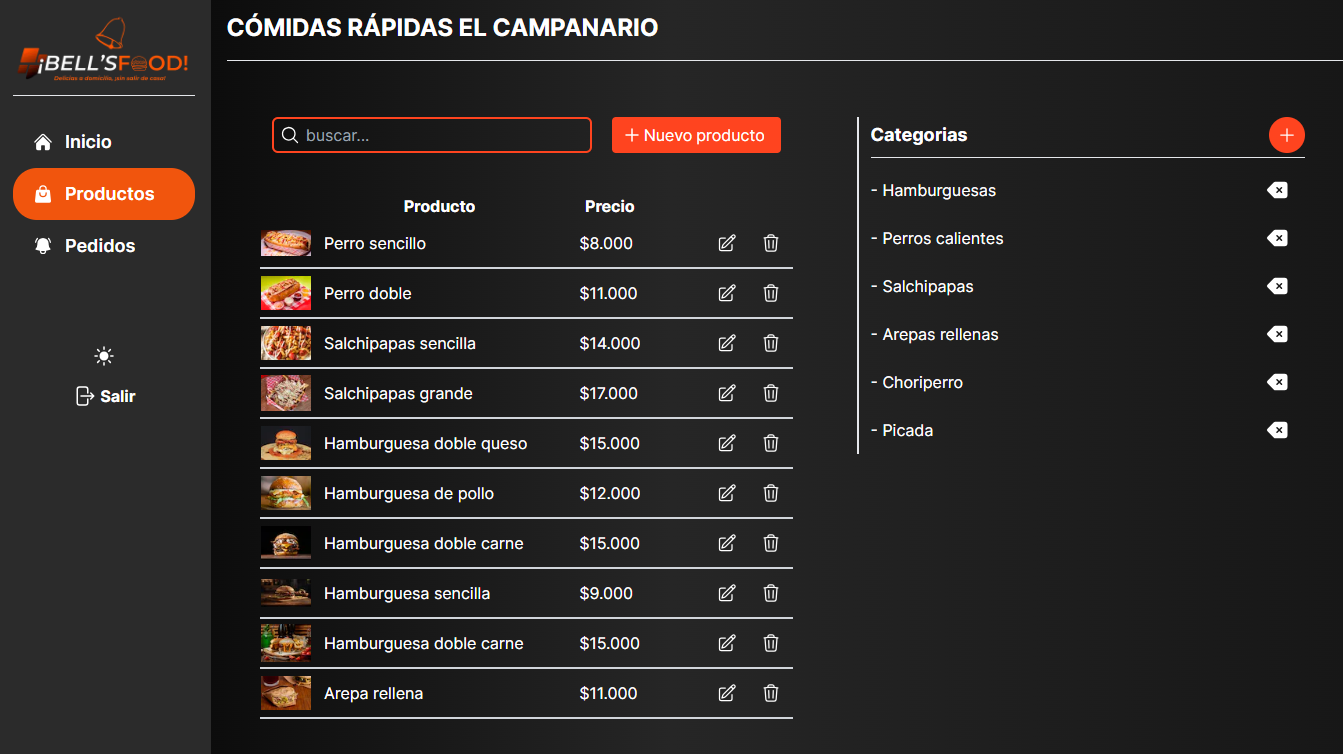 ¡BELL'SFOOD!
Delicias a domicilio, ¡sin salir de casa!
Inicio
Productos
Pedidos
Salir
CÓMIDAS RÁPIDAS EL CAMPANARIO
buscar...
+ Nuevo producto
Producto Precio
Perro sencillo $8.000
Perro doble $11.000
Salchipapas sencilla $14.000
Salchipapas grande $17.000
Hamburguesa doble queso $15.000
Hamburguesa de pollo $12.000
Hamburguesa doble carne $15.000
Hamburguesa sencilla $9.000
Hamburguesa doble carne $15.000
Arepa rellena $11.000
Categorias +
- Hamburguesas
- Perros calientes
- Salchipapas
- Arepas rellenas
- Choriperro
- Picada